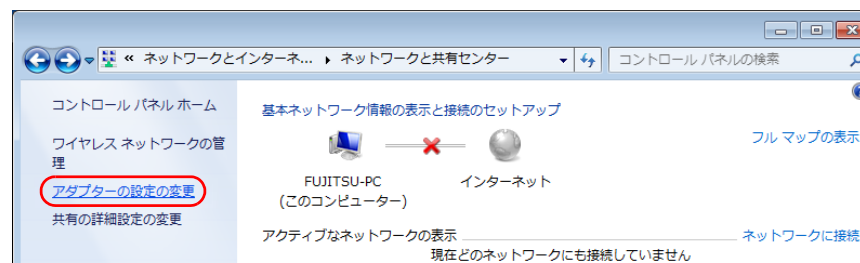 « ネットワークとインターネ... ▸ ネットワークと共有センター
コントロール パネルの検索
コントロール パネル ホーム
ワイヤレス ネットワークの管
理
アダプターの設定の変更
共有の詳細設定の変更
基本ネットワーク情報の表示と接続のセットアップ
フル マップの表示
FUJITSU-PC
(このコンピューター)
インターネット
アクティブなネットワークの表示
ネットワークに接続
現在どのネットワークにも接続していません